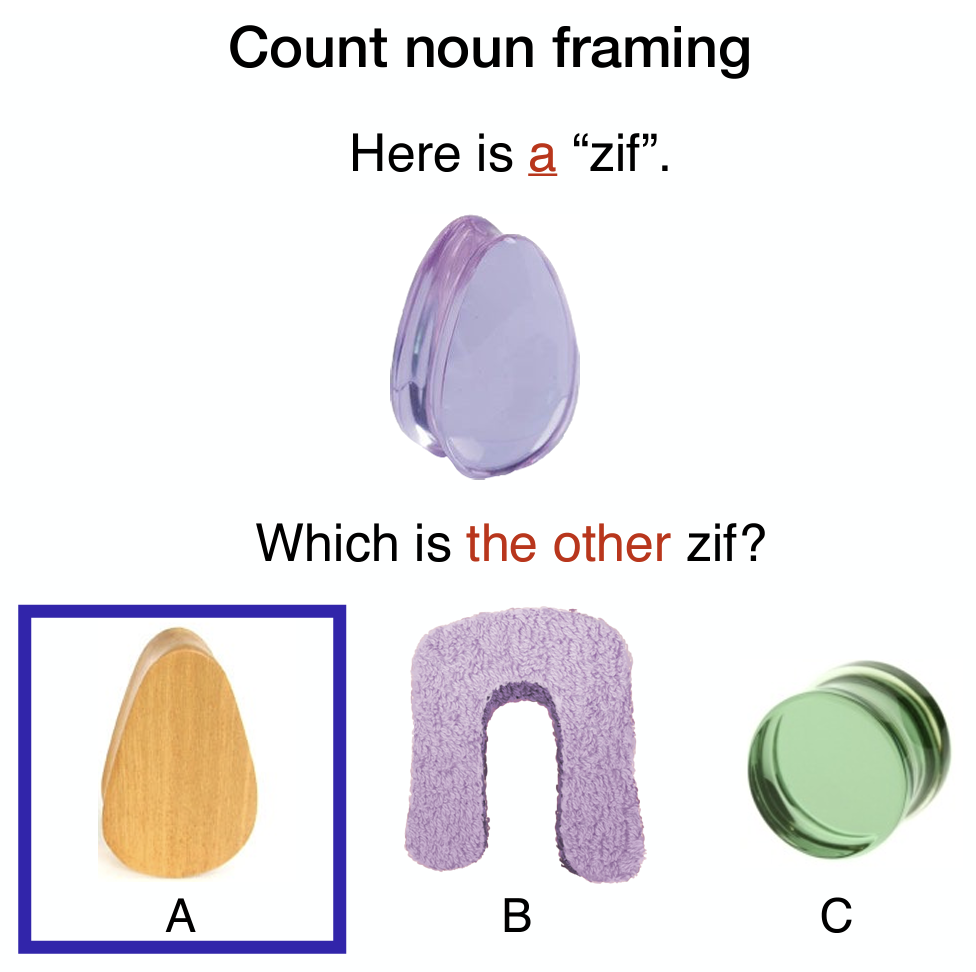 Count noun framing
Here is a “zif”.
Which is the other zif?
A
B
C